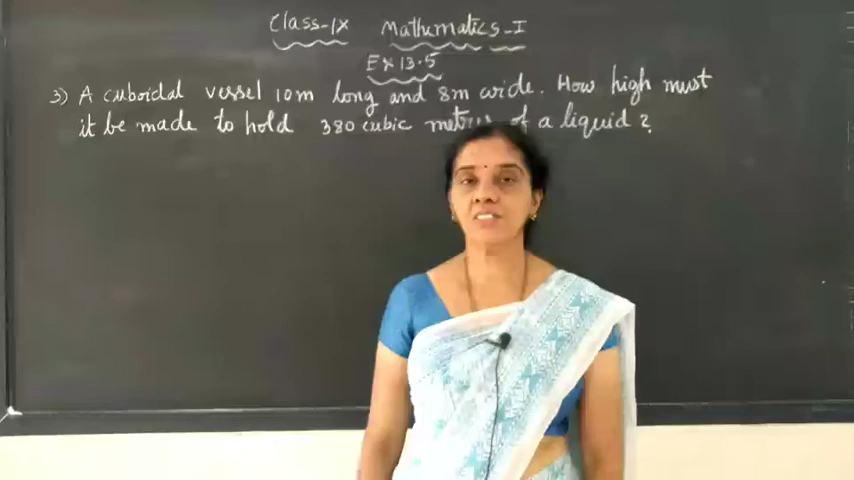 Class-IX Mathematics-I
Ex 13.5
3) A cuboidal vessel 10m long and 8m wide. How high must
it be made to hold 380 cubic metres of a liquid ?